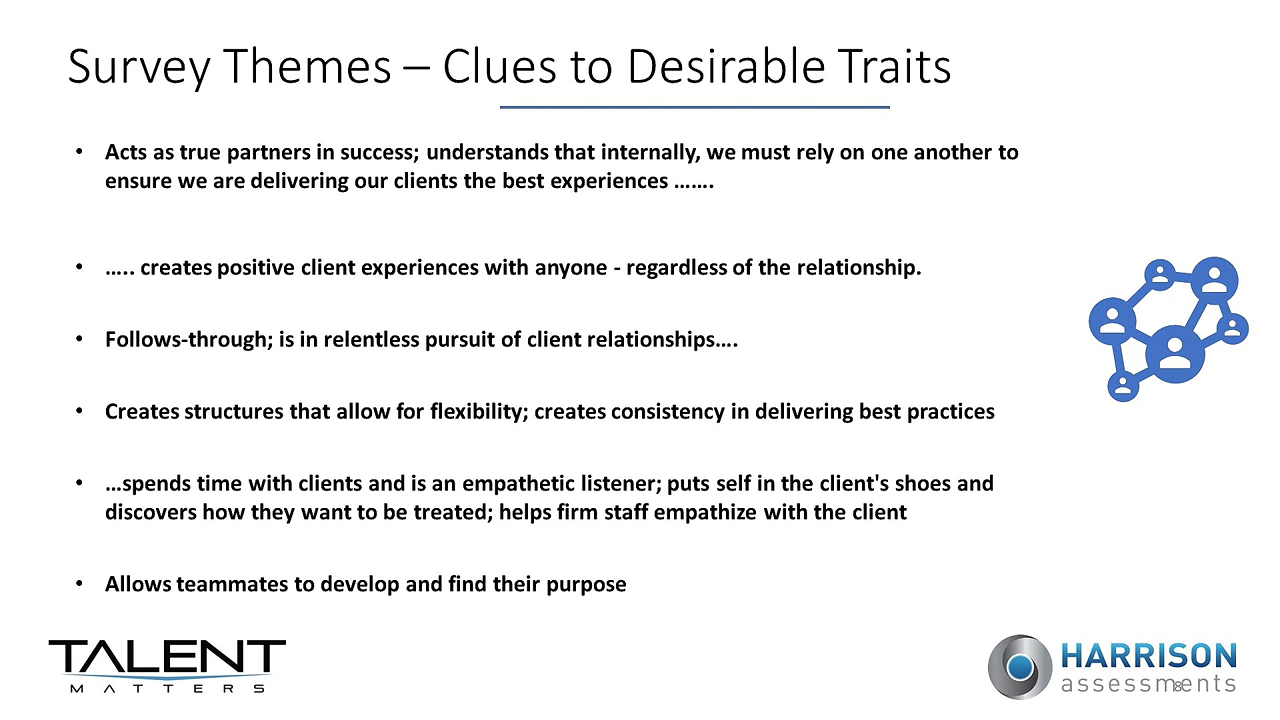 Survey Themes – Clues to Desirable Traits
• Acts as true partners in success; understands that internally, we must rely on one another to
ensure we are delivering our clients the best experiences …….
• ….. creates positive client experiences with anyone - regardless of the relationship.
• Follows-through; is in relentless pursuit of client relationships….
• Creates structures that allow for flexibility; creates consistency in delivering best practices
• …spends time with clients and is an empathetic listener; puts self in the client's shoes and
discovers how they want to be treated; helps firm staff empathize with the client
• Allows teammates to develop and find their purpose
TALENT
MATTERS
HARRISON
assessments
8